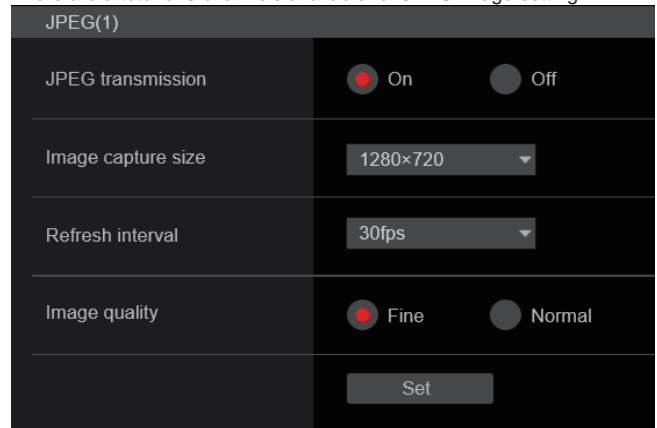 JPEG(1)
JPEG transmission On Off
Image capture size 1280×720
Refresh interval 30fps
Image quality Fine Normal
Set